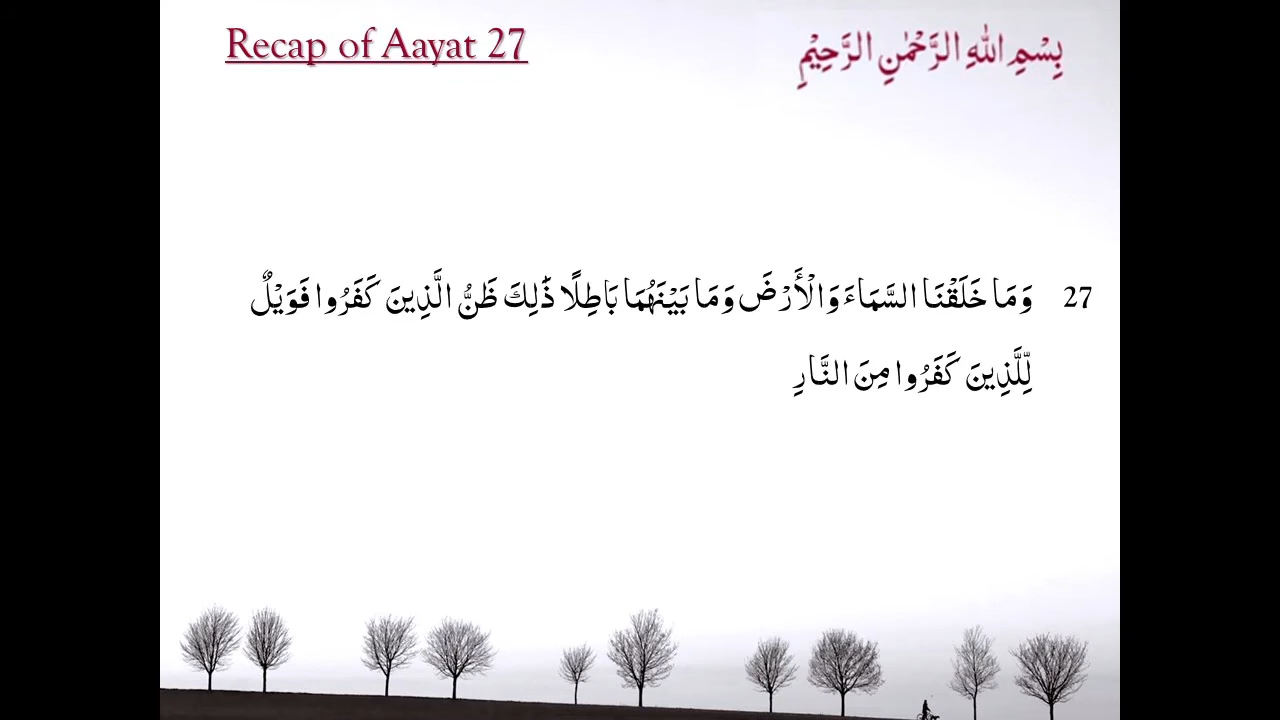 Recap of Aayat 27
بِسْمِ اللهِ الرَّحْمٰنِ الرَّحِيْمِ
27 وَمَا خَلَقْنَا السَّمَاءَ وَالْأَرْضَ وَمَا بَيْنَهُمَا بَاطِلًا ذَٰلِكَ ظَنُّ الَّذِينَ كَفَرُوا فَوَيْلٌ
لِّلَّذِينَ كَفَرُوا مِنَ النَّارِ